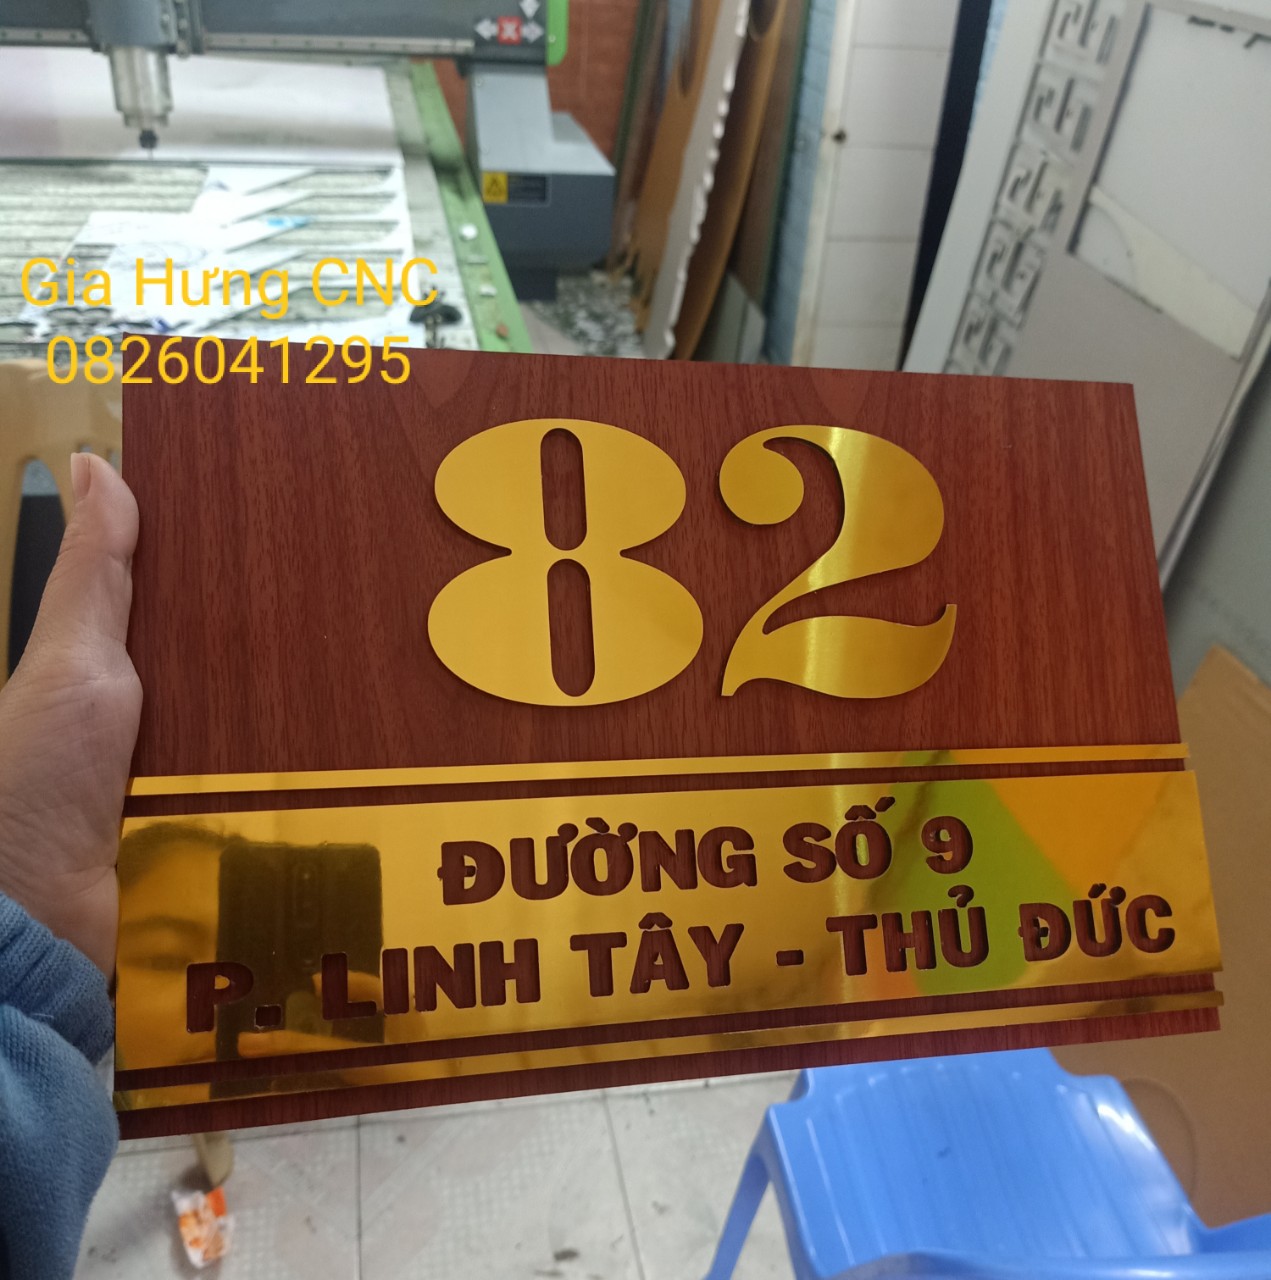 Gia Hưng CNC
0826041295
82
ĐƯỜNG SỐ 9
P. LINH TÂY - THỦ ĐỨC